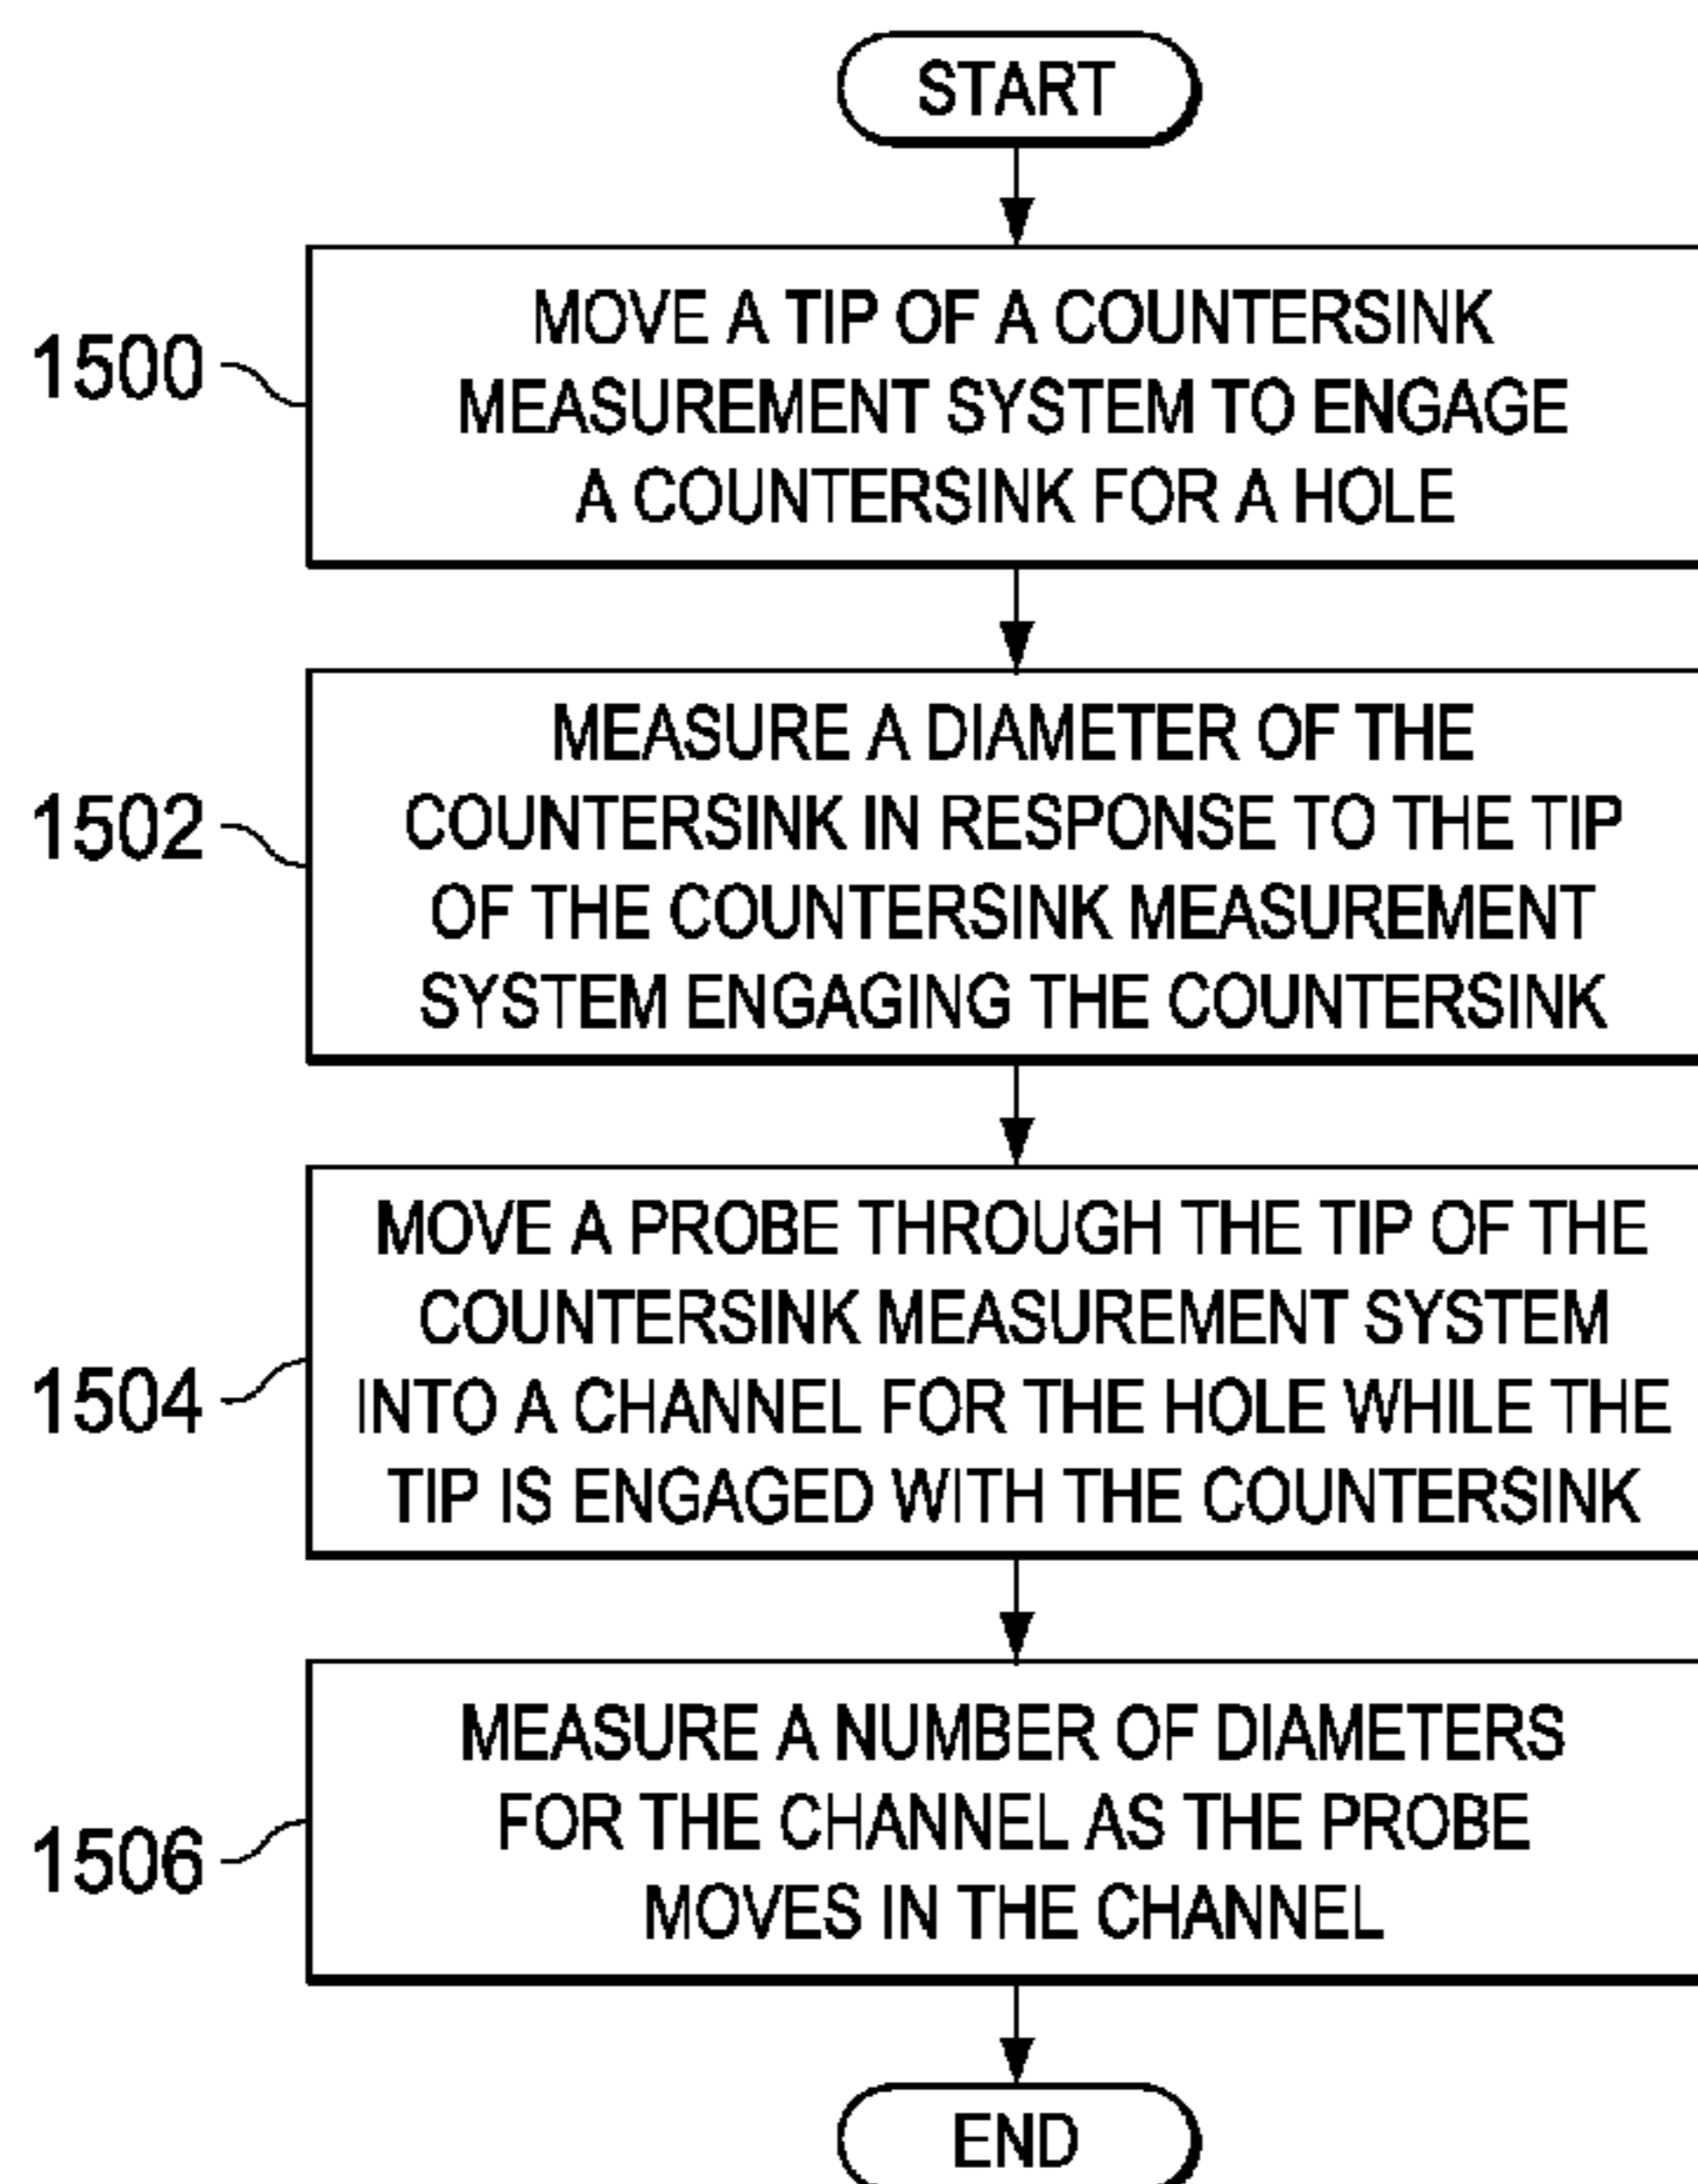 START
1500
MOVE A TIP OF A COUNTERSINK
MEASUREMENT SYSTEM TO ENGAGE
A COUNTERSINK FOR A HOLE
1502
MEASURE A DIAMETER OF THE
COUNTERSINK IN RESPONSE TO THE TIP
OF THE COUNTERSINK MEASUREMENT
SYSTEM ENGAGING THE COUNTERSINK
1504
MOVE A PROBE THROUGH THE TIP OF THE
COUNTERSINK MEASUREMENT SYSTEM
INTO A CHANNEL FOR THE HOLE WHILE THE
TIP IS ENGAGED WITH THE COUNTERSINK
1506
MEASURE A NUMBER OF DIAMETERS
FOR THE CHANNEL AS THE PROBE
MOVES IN THE CHANNEL
END